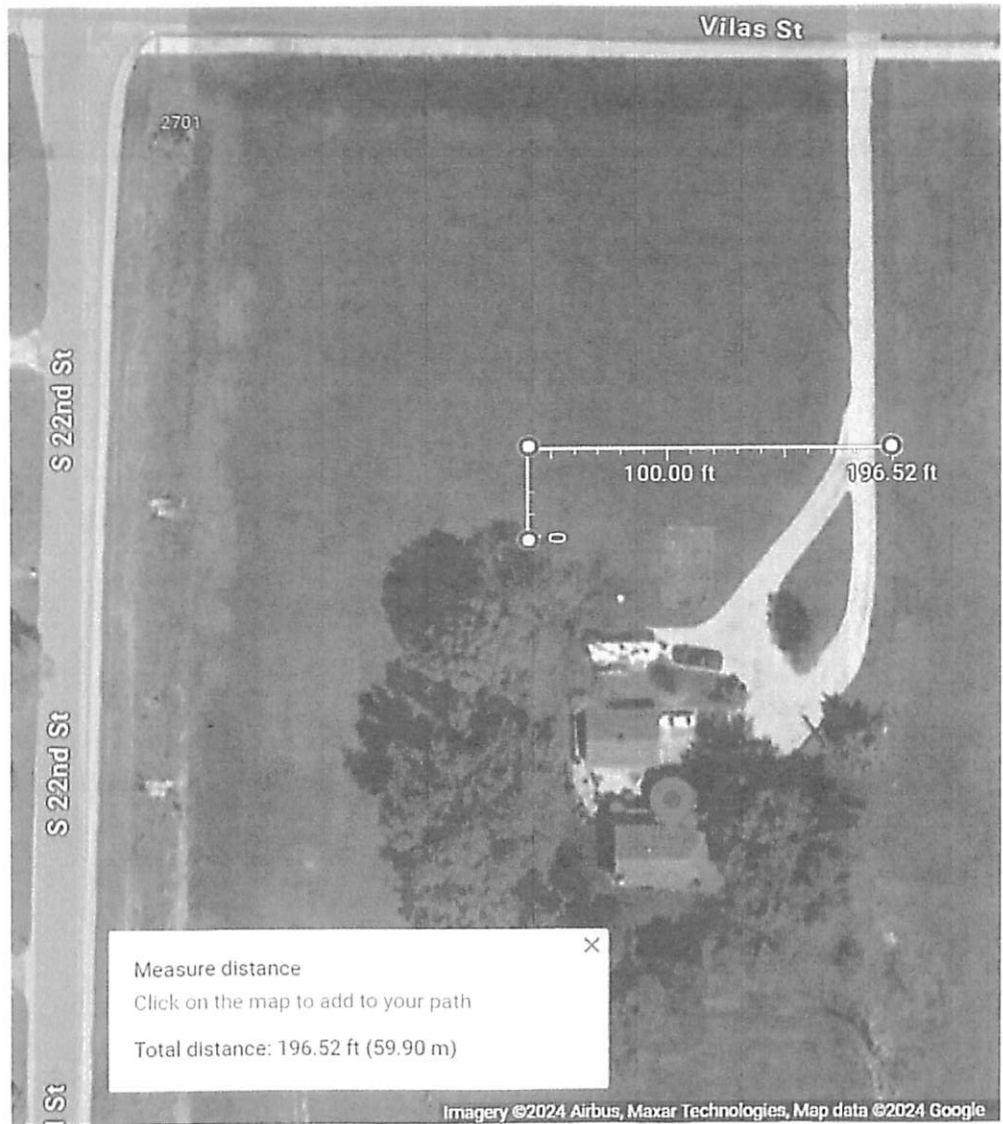 Vilas St
2701
S 22nd St
100.00 ft
196.52 ft
0
S 22nd St
Measure distance
Click on the map to add to your path
Total distance: 196.52 ft (59.90 m)
St
Imagery ©2024 Airbus, Maxar Technologies, Map data ©2024 Google